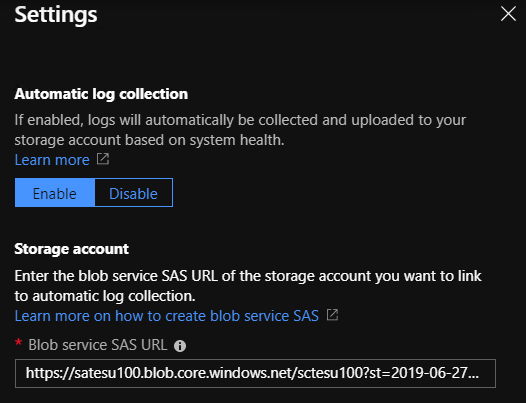 Settings
Automatic log collection
If enabled, logs will automatically be collected and uploaded to your
storage account based on system health.
Learn more
Enable
Disable
Storage account
Enter the blob service SAS URL of the storage account you want to link
to automatic log collection.
Learn more on how to create blob service SAS
* Blob service SAS URL
https://satesu100.blob.core.windows.net/sctesu100?st=2019-06-27...